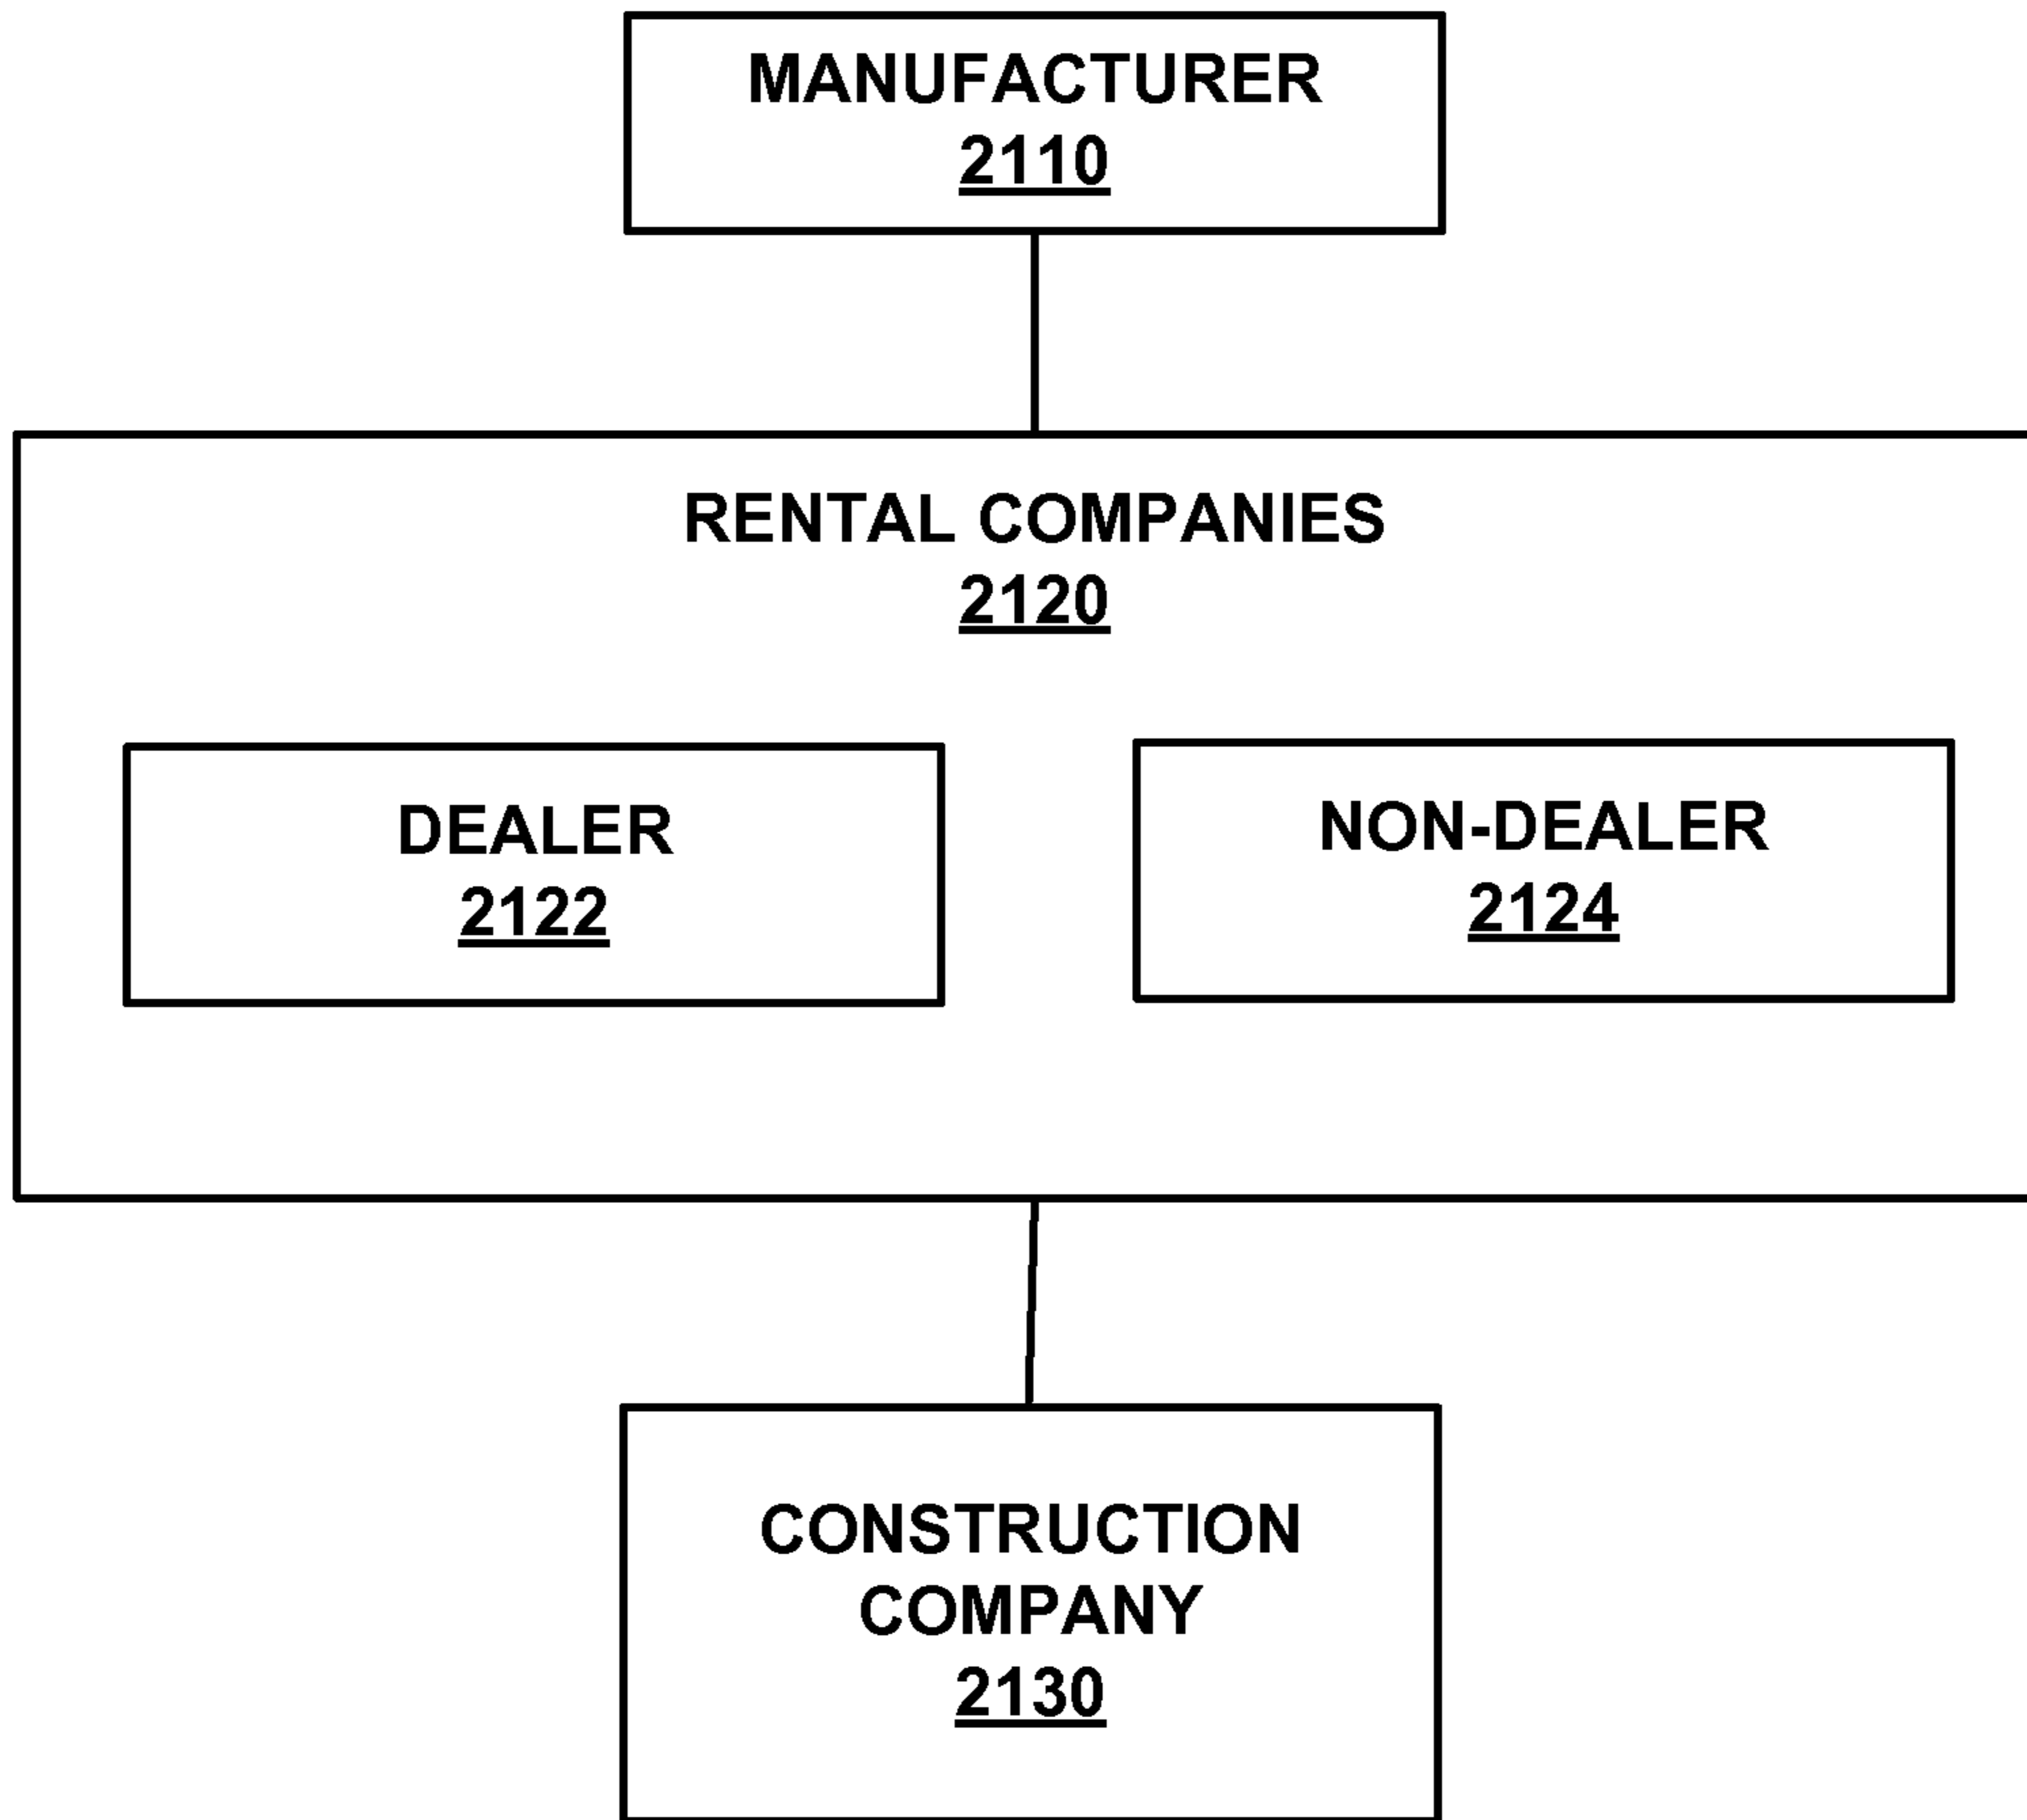 MANUFACTURER
2110
RENTAL COMPANIES
2120
DEALER
2122
NON-DEALER
2124
CONSTRUCTION
COMPANY
2130